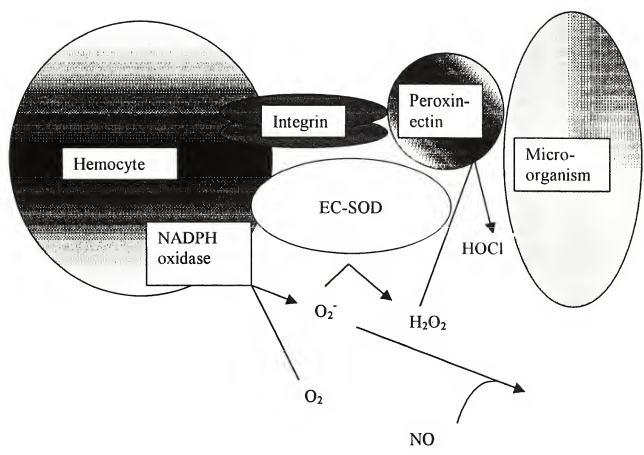 Peroxin-
ectin
Integrin
Hemocyte
Micro-
organism
EC-SOD
NADPH
oxidase
HOCl
O₂⁻
H₂O₂
O₂
NO